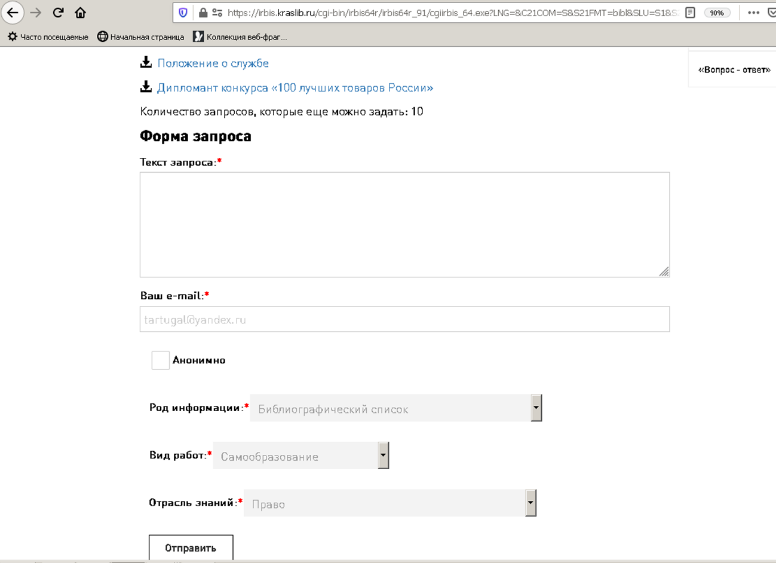 https://irbis.kraslib.ru/cgi-bin/irbis64r/irbis64r_91/cgiirbis_64.exe?LNG=&C21COM=S&S21FMT=bibl&SLU=S1&S
90%
Часто посещаемые
Начальная страница
Коллекция веб-фраг...
Положение о службе
«Вопрос - ответ»
Дипломант конкурса «100 лучших товаров России»
Количество запросов, которые еще можно задать: 10
Форма запроса
Текст запроса:*
Ваш e-mail:*
tartugal@yandex.ru
Анонимно
Род информации:* Библиографический список
Вид работ:* Самообразование
Отрасль знаний:* Право
Отправить